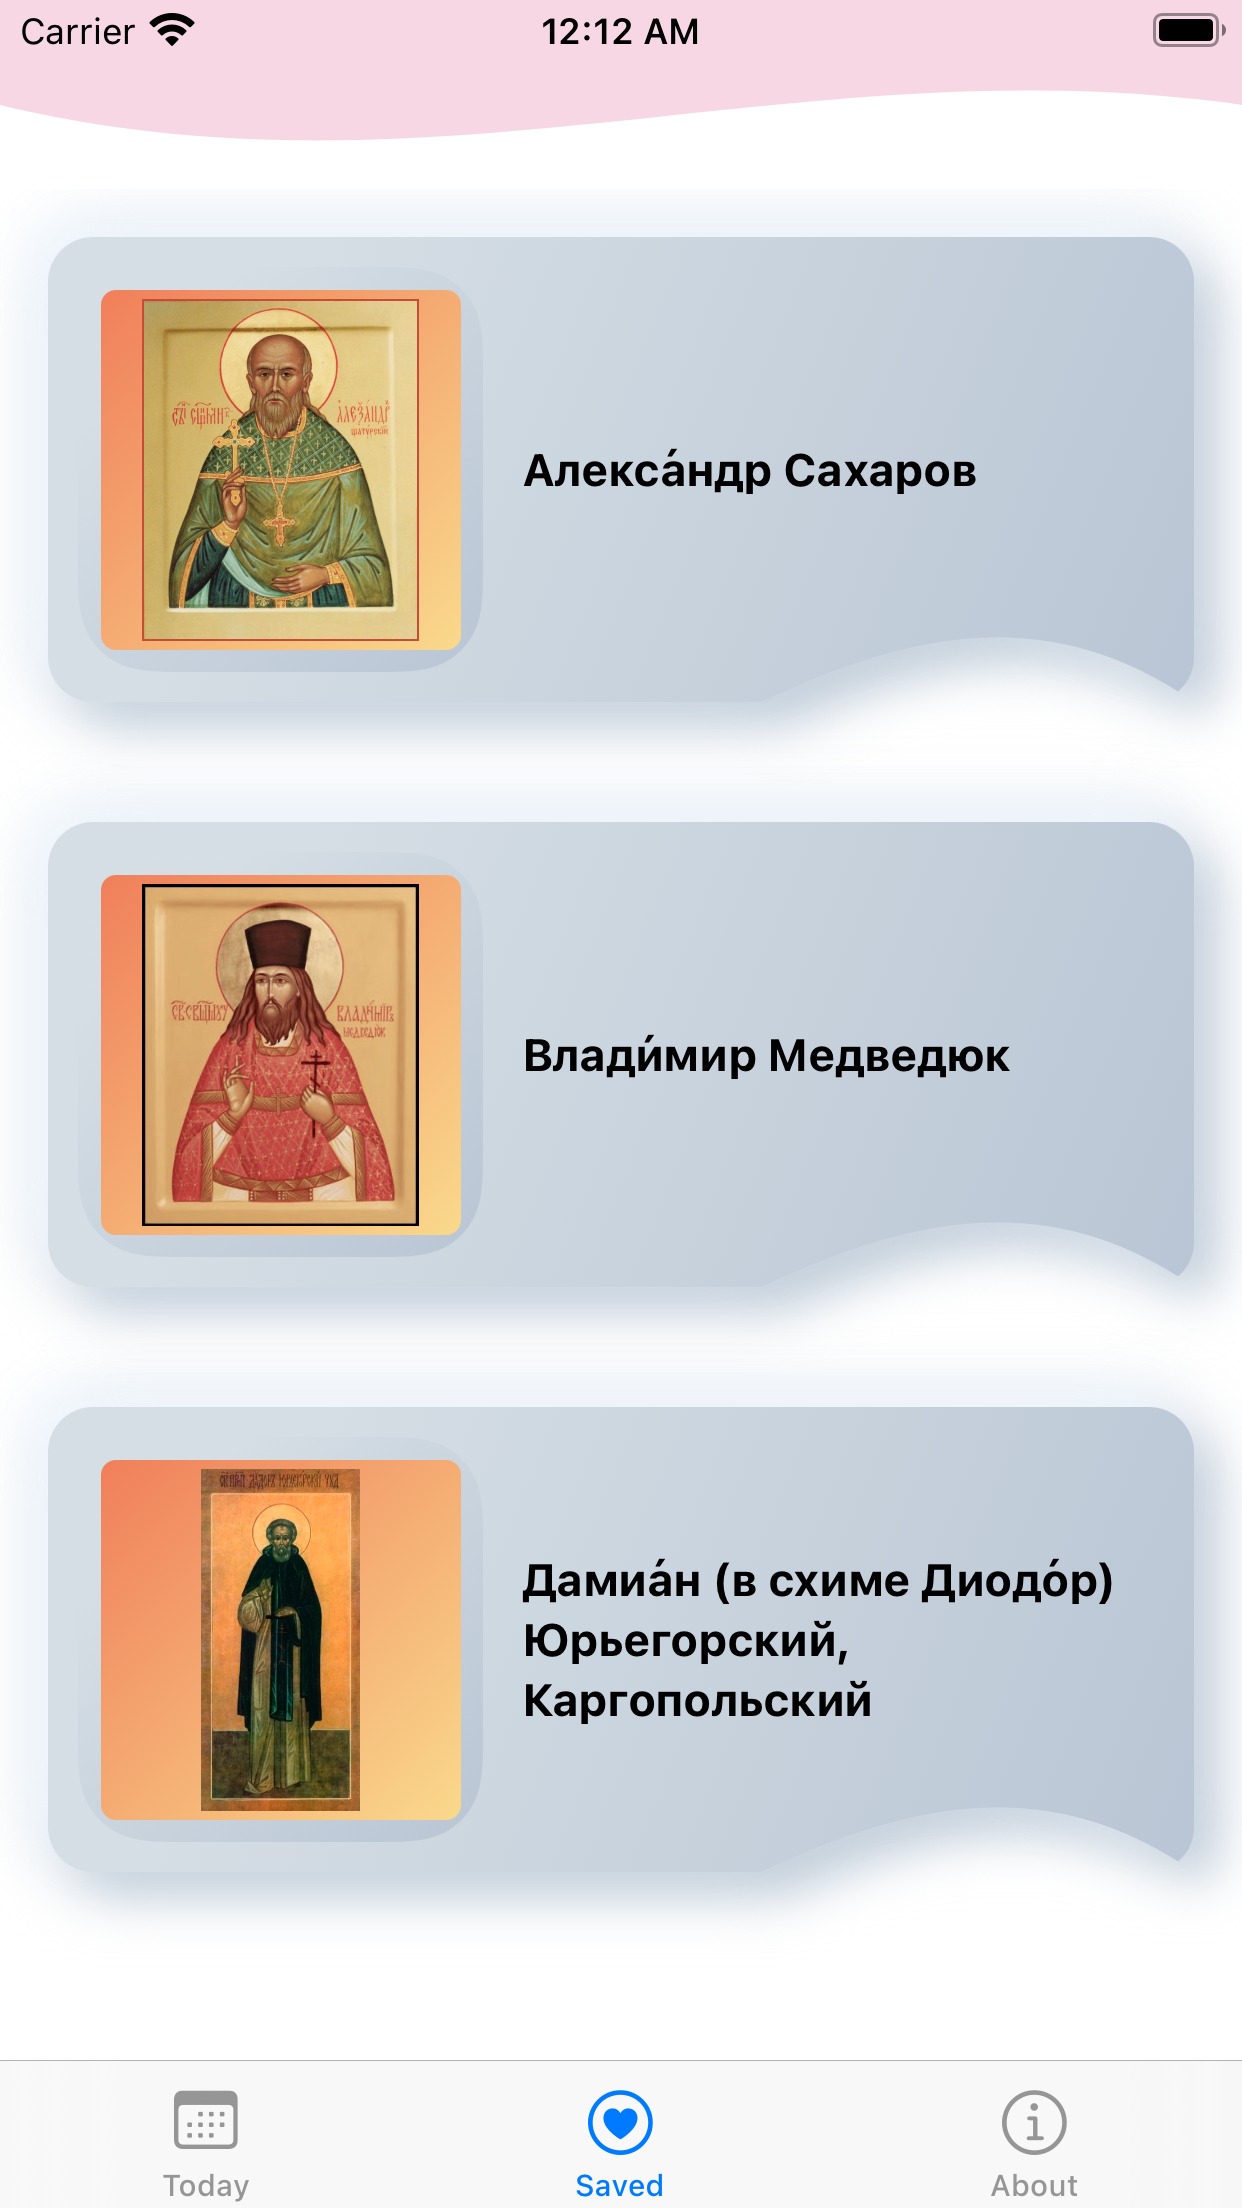 Carrier
12:12 AM
Алекса́ндр Сахаров
Влади́мир Медведюк
Дамиа́н (в схиме Диодо́р)
Юрьегорский,
Каргопольский
Today
Saved
About